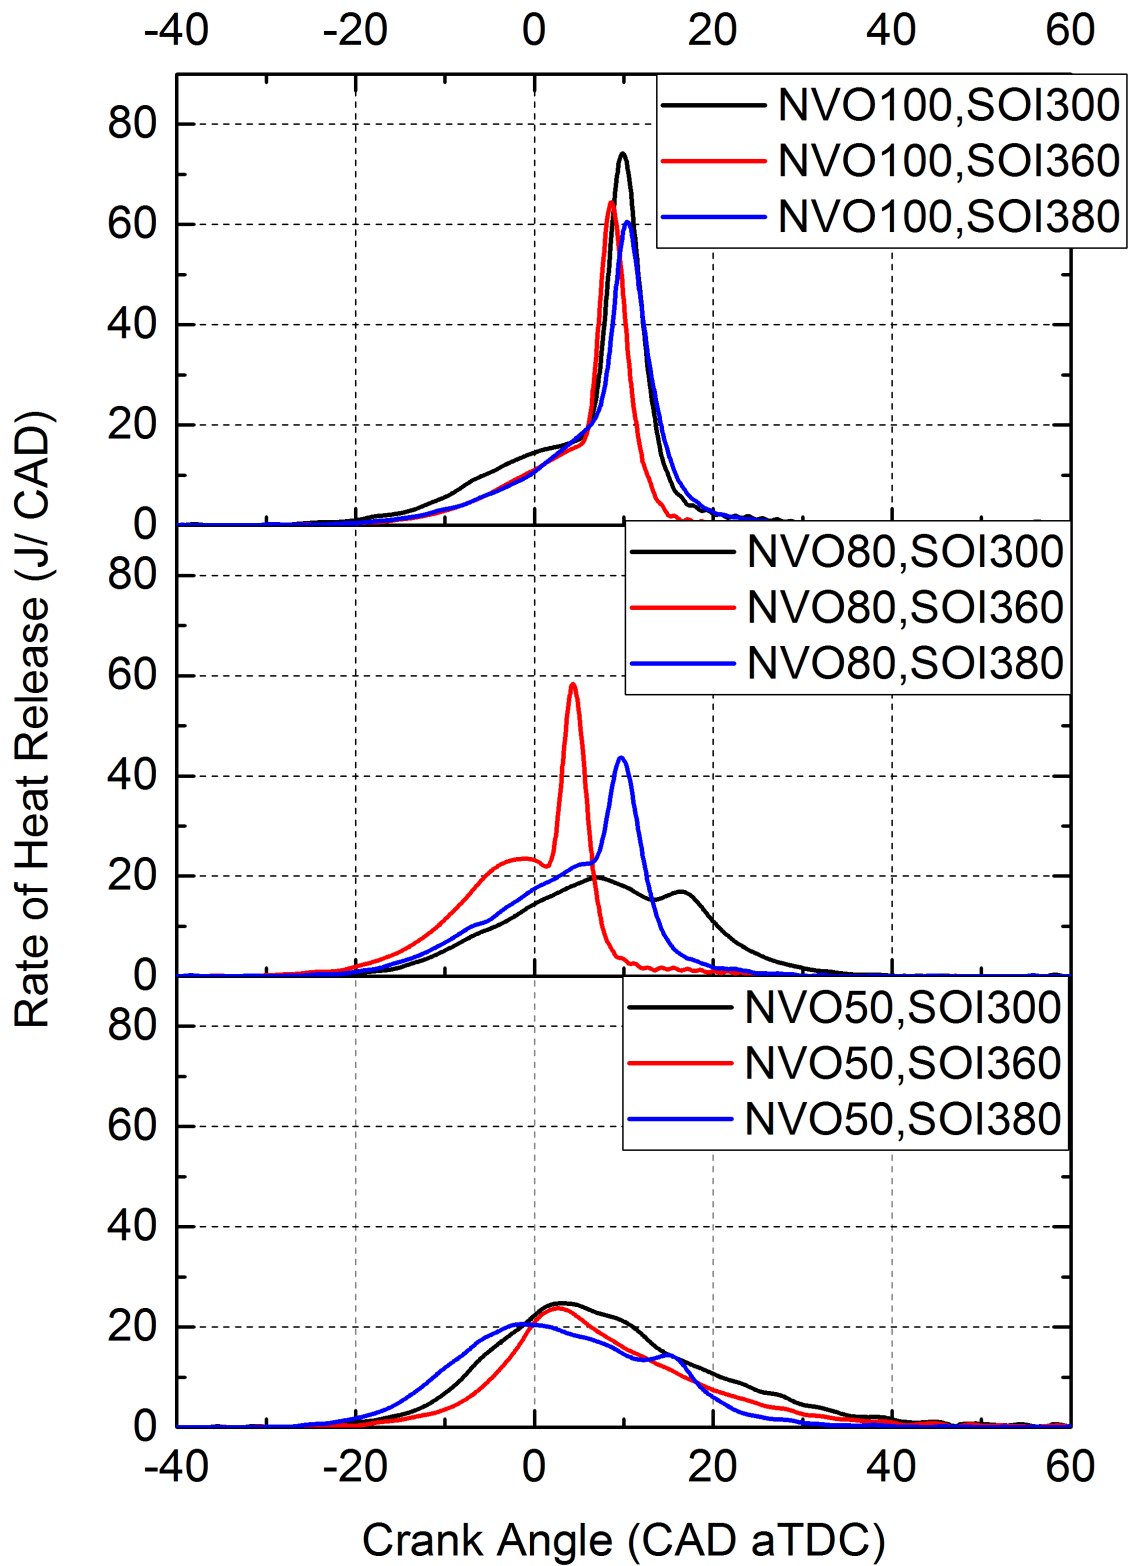 -40 -20 0 20 40 60
80
60
40
20
0
NVO100,SOI300
NVO100,SOI360
NVO100,SOI380
80
60
40
20
0
NVO80,SOI300
NVO80,SOI360
NVO80,SOI380
80
60
40
20
0
NVO50,SOI300
NVO50,SOI360
NVO50,SOI380
-40 -20 0 20 40 60
Rate of Heat Release (J/ CAD)
Crank Angle (CAD aTDC)